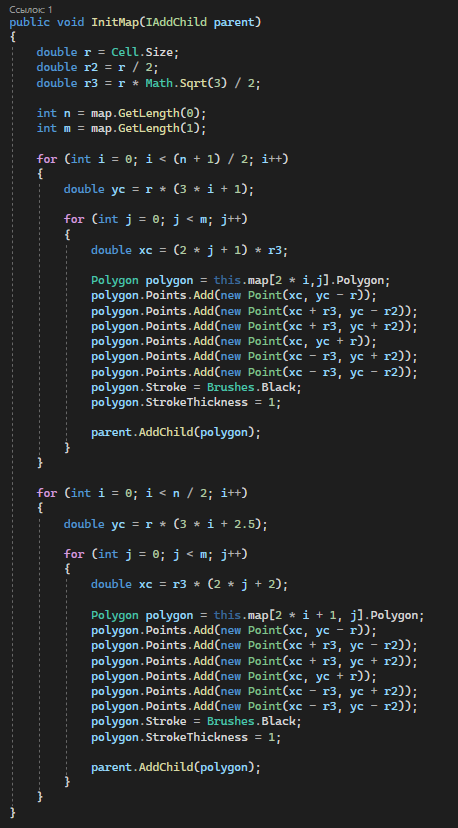 Ссылок: 1
public void InitMap(IAddChild parent)
{
    double r = Cell.Size;
    double r2 = r / 2;
    double r3 = r * Math.Sqrt(3) / 2;

    int n = map.GetLength(0);
    int m = map.GetLength(1);

    for (int i = 0; i < (n + 1) / 2; i++)
    {
        double yc = r * (3 * i + 1);

        for (int j = 0; j < m; j++)
        {
            double xc = (2 * j + 1) * r3;

            Polygon polygon = this.map[2 * i,j].Polygon;
            polygon.Points.Add(new Point(xc, yc - r));
            polygon.Points.Add(new Point(xc + r3, yc - r2));
            polygon.Points.Add(new Point(xc + r3, yc + r2));
            polygon.Points.Add(new Point(xc, yc + r));
            polygon.Points.Add(new Point(xc - r3, yc + r2));
            polygon.Points.Add(new Point(xc - r3, yc - r2));
            polygon.Stroke = Brushes.Black;
            polygon.StrokeThickness = 1;

            parent.AddChild(polygon);
        }
    }

    for (int i = 0; i < n / 2; i++)
    {
        double yc = r * (3 * i + 2.5);

        for (int j = 0; j < m; j++)
        {
            double xc = r3 * (2 * j + 2);

            Polygon polygon = this.map[2 * i + 1, j].Polygon;
            polygon.Points.Add(new Point(xc, yc - r));
            polygon.Points.Add(new Point(xc + r3, yc - r2));
            polygon.Points.Add(new Point(xc + r3, yc + r2));
            polygon.Points.Add(new Point(xc, yc + r));
            polygon.Points.Add(new Point(xc - r3, yc + r2));
            polygon.Points.Add(new Point(xc - r3, yc - r2));
            polygon.Stroke = Brushes.Black;
            polygon.StrokeThickness = 1;

            parent.AddChild(polygon);
        }
    }
}